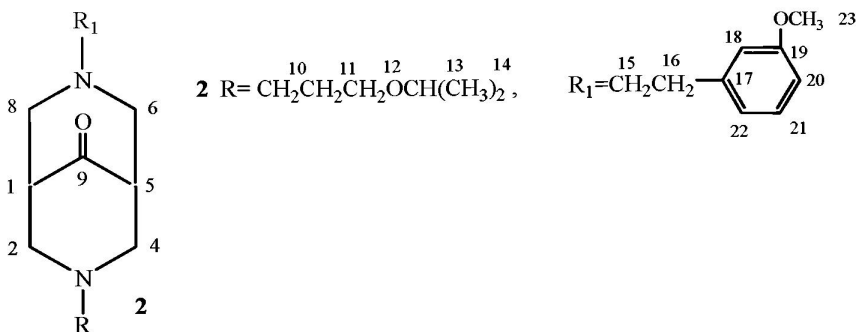 R₁
N
8
6
O
9
1
5
2
4
N
R
2
10 11 12 13 14
2 R= CH₂CH₂CH₂OCH(CH₃)₂ ,
15 16
R₁=CH₂CH₂
OCH₃ 23
18
19
17
20
22
21